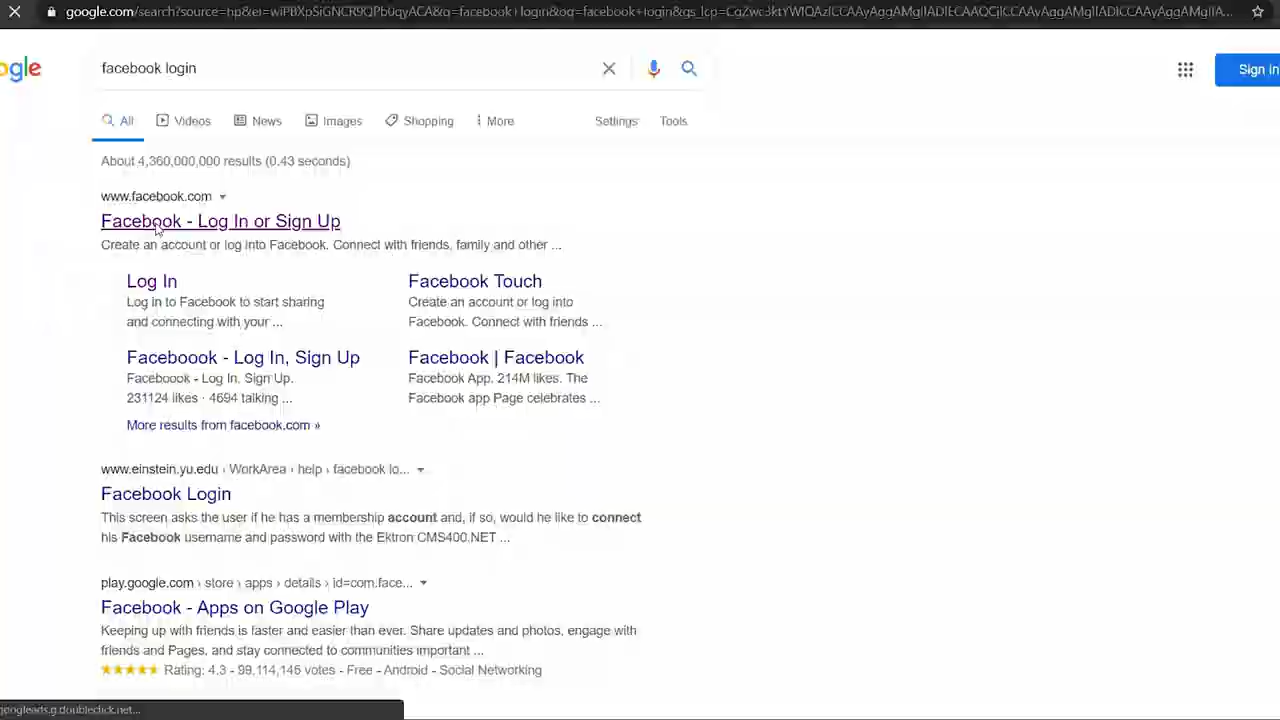 google.com/search?source=hp&ei=
ogle
facebook login
Sign in
All Videos News Images Shopping More Settings Tools
About 4,360,000,000 results (0.43 seconds)
www.facebook.com
Facebook - Log In or Sign Up
Create an account or log into Facebook. Connect with friends, family and other ...
Log In
Log in to Facebook to start sharing
and connecting with your ...
Facebook Touch
Create an account or log into
Facebook. Connect with friends ...
Faceboook - Log In, Sign Up
Faceboook - Log In, Sign Up.
231124 likes · 4694 talking ...
Facebook | Facebook
Facebook App. 214M likes. The
Facebook app Page celebrates ...
More results from facebook.com »
www.einstein.yu.edu › WorkArea › help › facebook lo...
Facebook Login
This screen asks the user if he has a membership account and, if so, would he like to connect
his Facebook username and password with the Ektron CMS400.NET ...
play.google.com › store › apps › details › id=com.face...
Facebook - Apps on Google Play
Keeping up with friends is faster and easier than ever. Share updates and photos, engage with
friends and Pages, and stay connected to communities important ...
Rating: 4.3 - 99,114,146 votes - Free - Android - Social Networking
googleads.g.doubleclick.net...